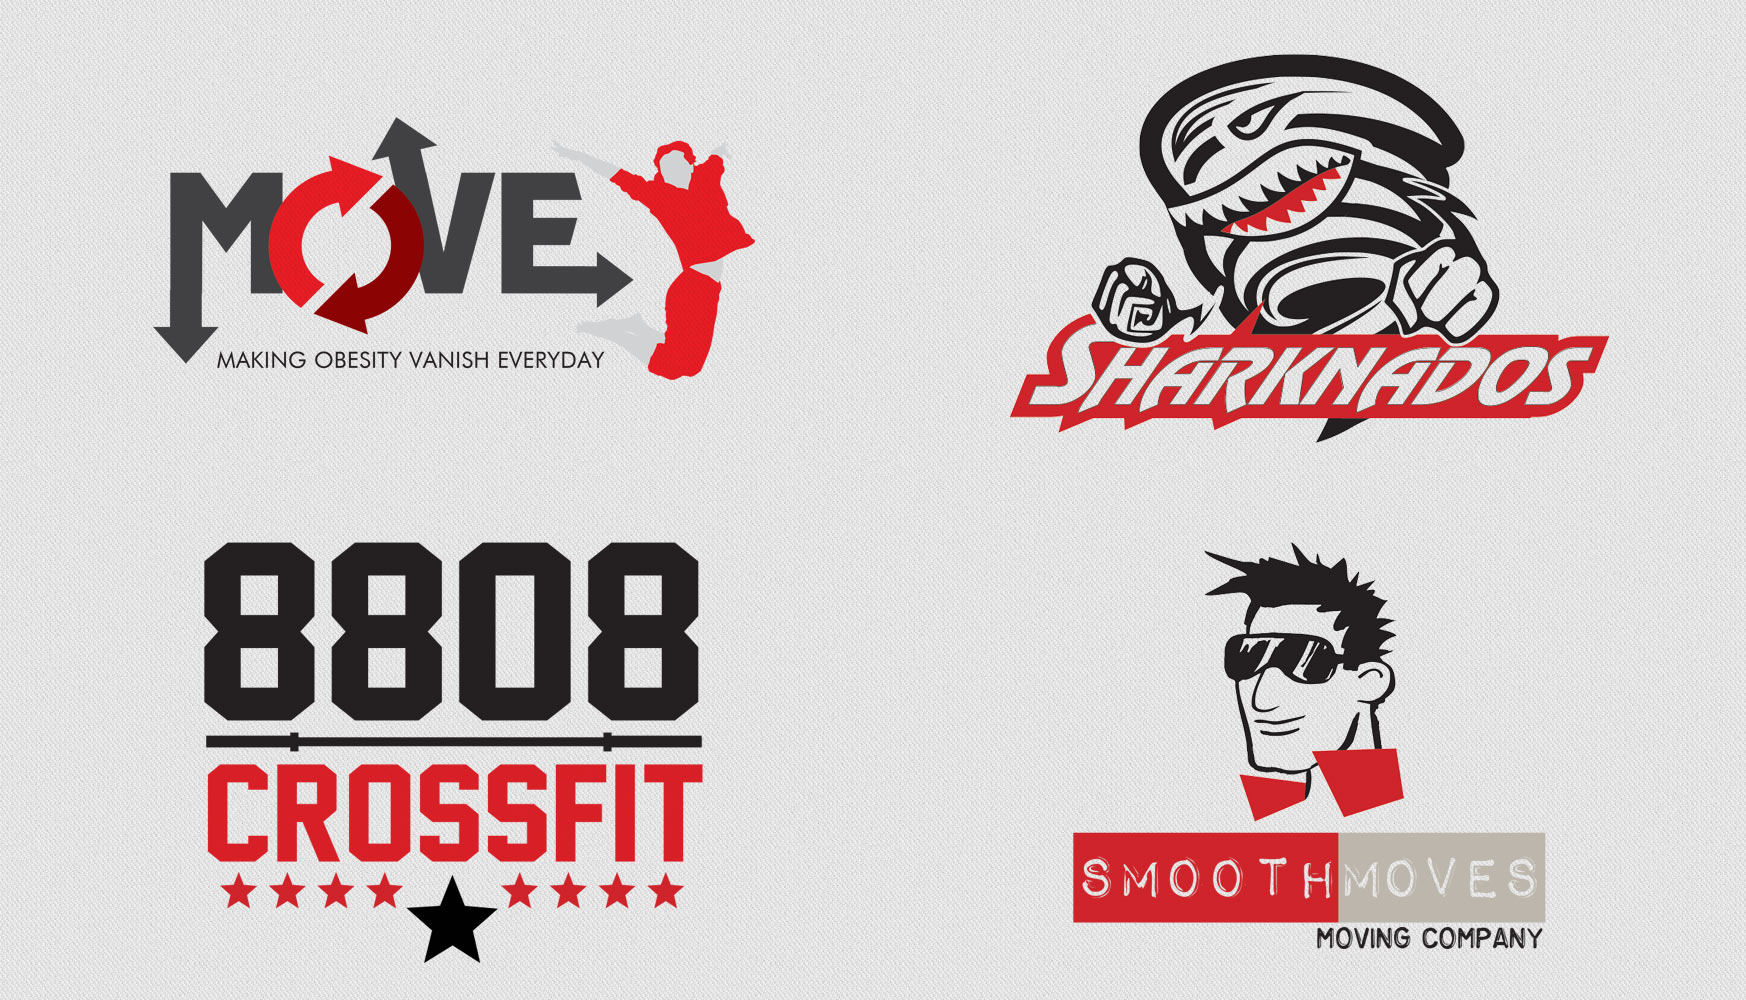 MOVE
MAKING OBESITY VANISH EVERYDAY
SHARKNADOS
8808
CROSSFIT
SMOOTHMOVES
MOVING COMPANY